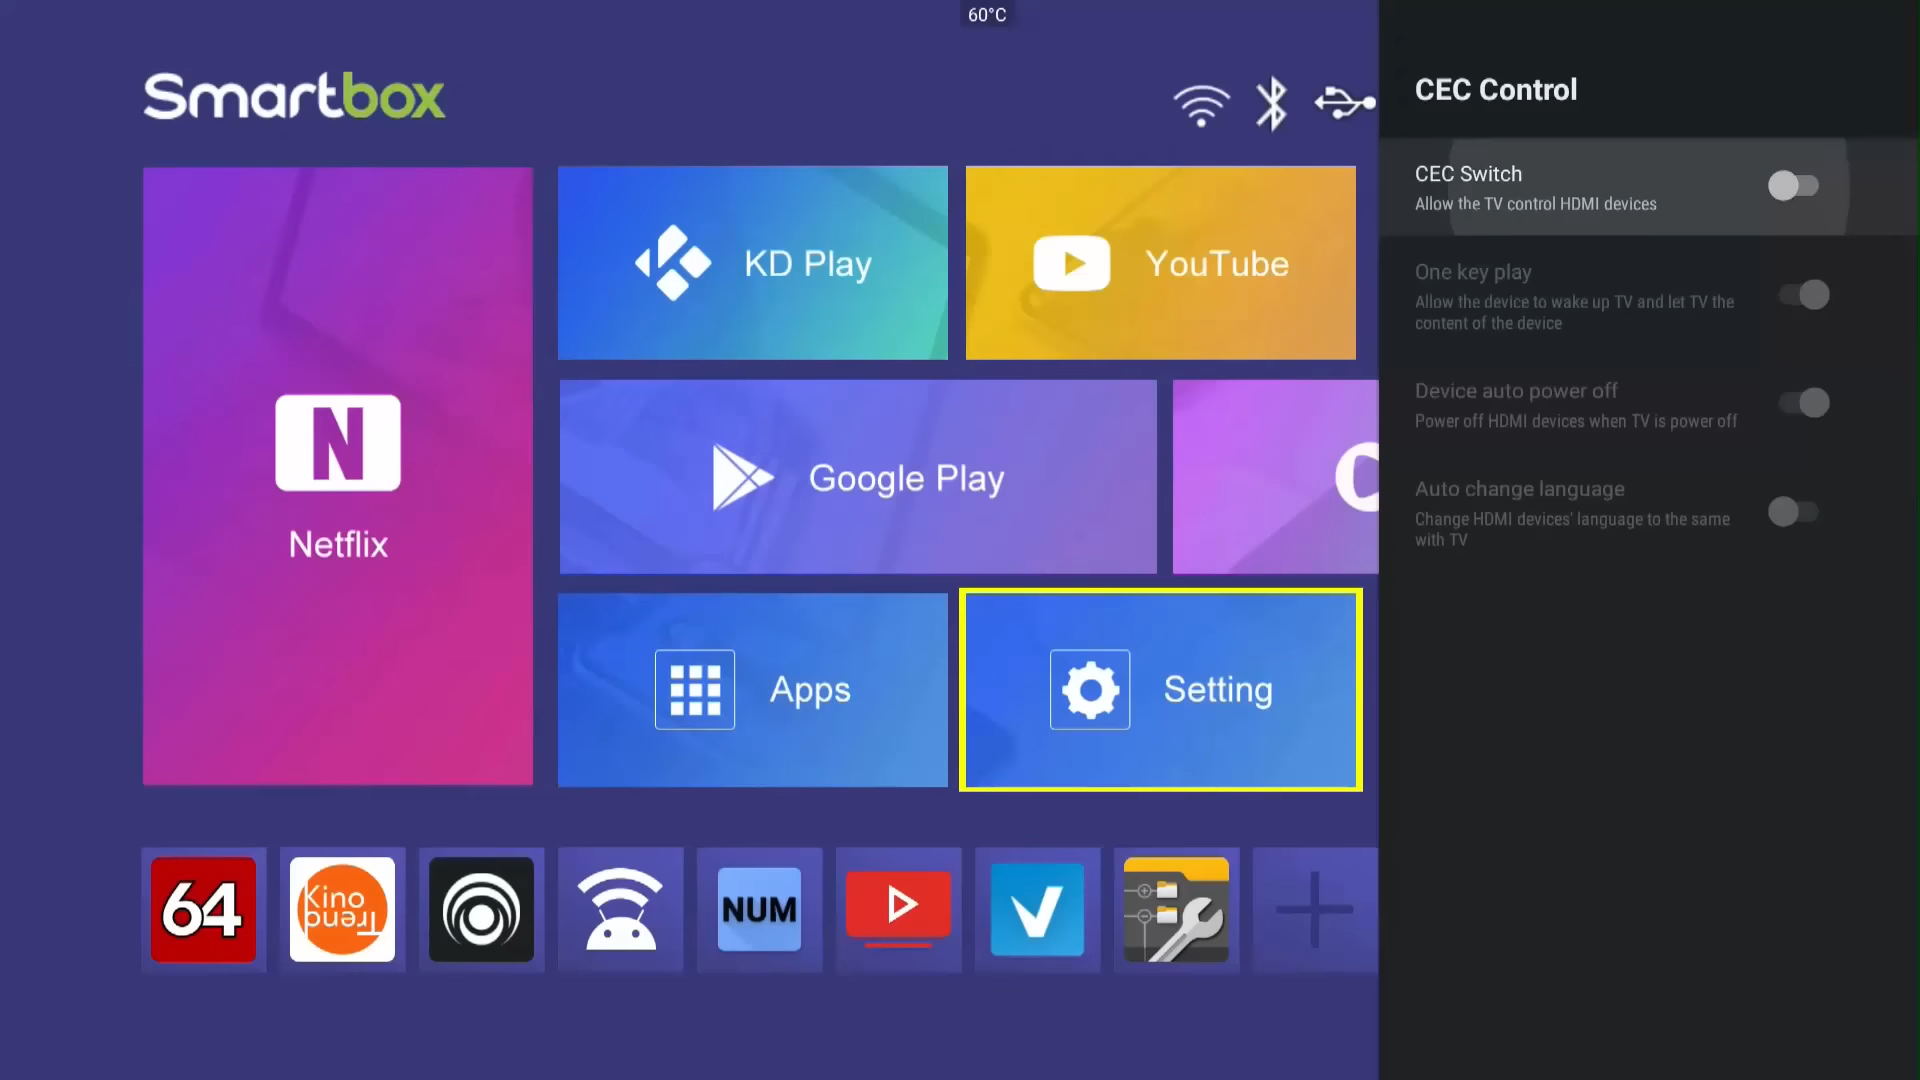 60°C
Smartbox
KD Play
YouTube
N
Netflix
Google Play
Apps
Setting
64
Kino
Trend
NUM
CEC Control
CEC Switch
Allow the TV control HDMI devices
One key play
Allow the device to wake up TV and let TV the
content of the device
Device auto power off
Power off HDMI devices when TV is power off
Auto change language
Change HDMI devices' language to the same
with TV